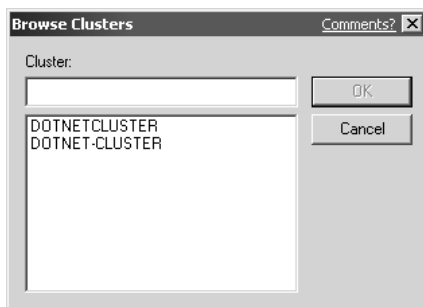 Browse Clusters Comments?
Cluster:
OK
DOTNETCLUSTER
DOTNET-CLUSTER
Cancel